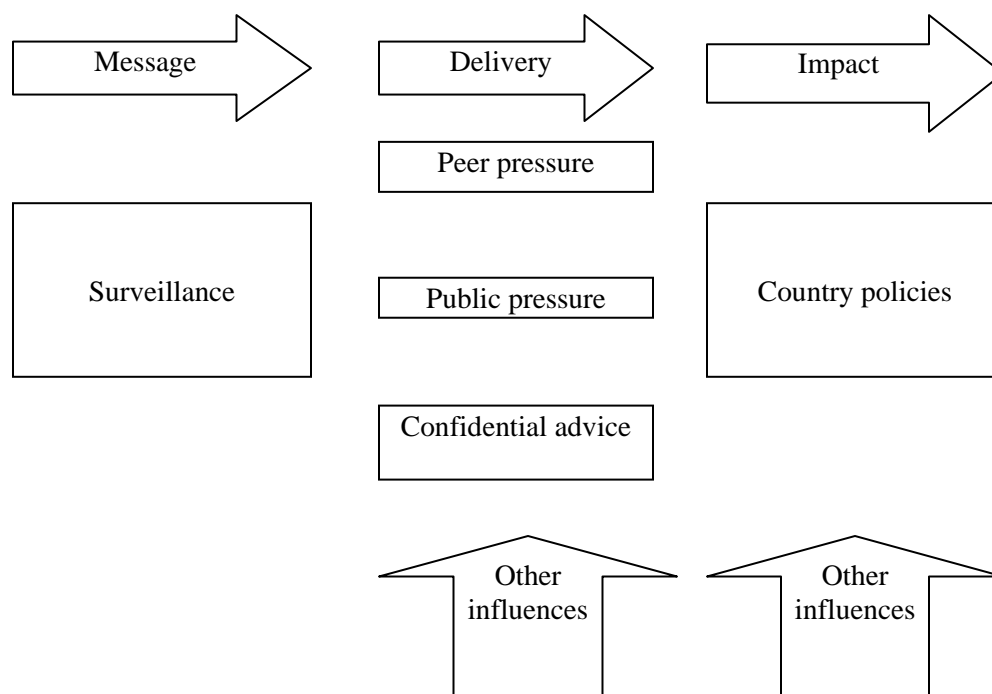 Message
Delivery
Impact
Peer pressure
Surveillance
Public pressure
Country policies
Confidential advice
Other
influences
Other
influences